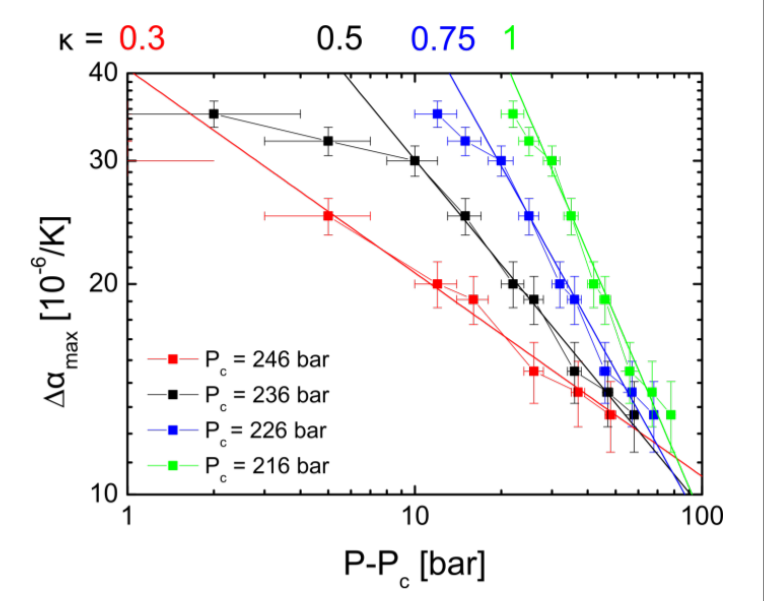 κ = 0.3 0.5 0.75 1
40
30
20
10
Δα_max [10^-6/K]
P_c = 246 bar
P_c = 236 bar
P_c = 226 bar
P_c = 216 bar
1 10 100
P-P_c [bar]